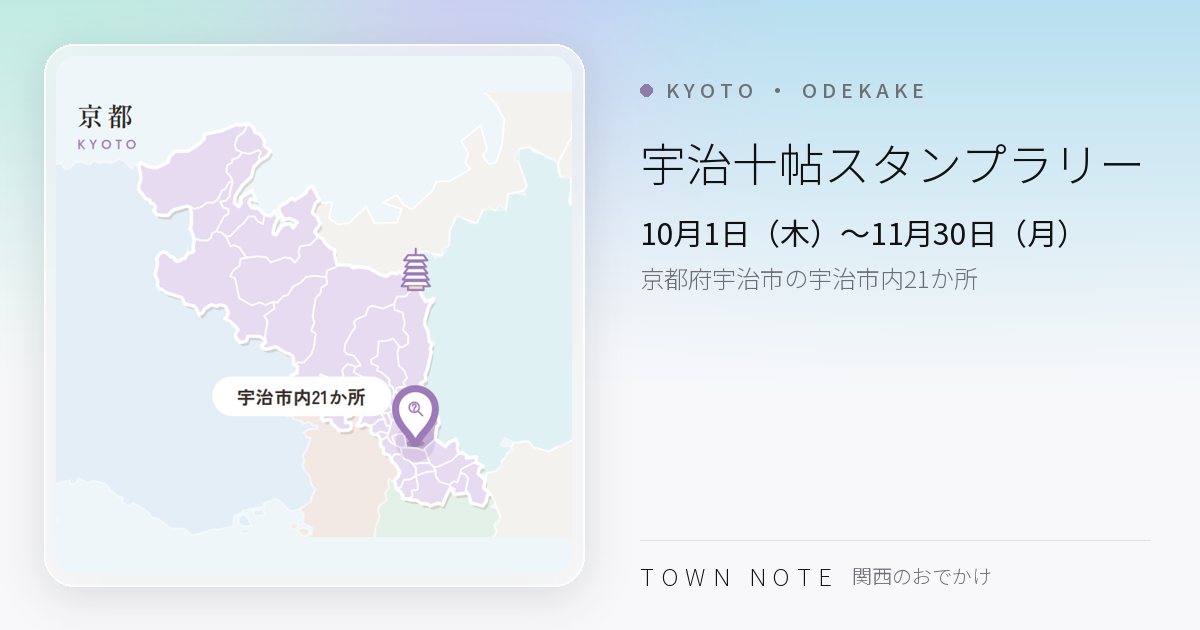 京都
KYOTO
宇治市内21か所
KYOTO • ODEKAKE
宇治十帖スタンプラリー
10月1日（木）〜11月30日（月）
京都府宇治市の宇治市内21か所
TOWN NOTE 関西のおでかけ